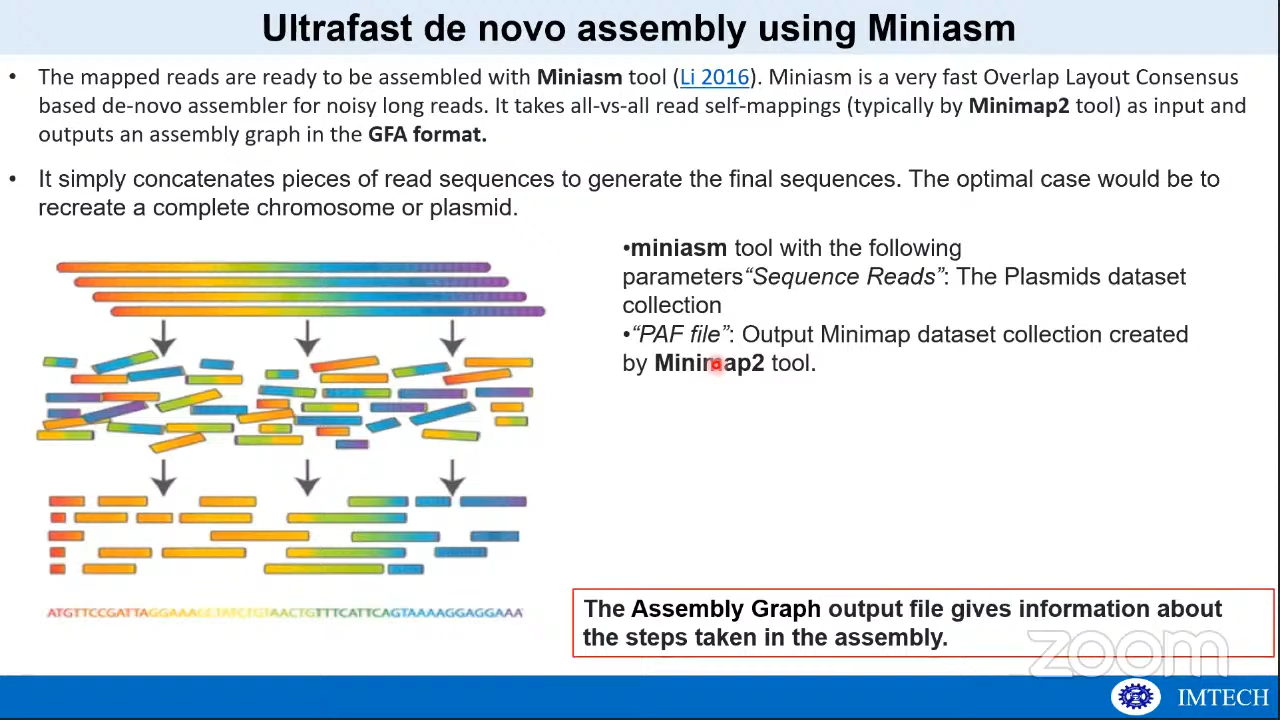 Ultrafast de novo assembly using Miniasm
• The mapped reads are ready to be assembled with Miniasm tool (Li 2016). Miniasm is a very fast Overlap Layout Consensus
based de-novo assembler for noisy long reads. It takes all-vs-all read self-mappings (typically by Minimap2 tool) as input and
outputs an assembly graph in the GFA format.
• It simply concatenates pieces of read sequences to generate the final sequences. The optimal case would be to
recreate a complete chromosome or plasmid.
•miniasm tool with the following
parameters“Sequence Reads”: The Plasmids dataset
collection
•“PAF file”: Output Minimap dataset collection created
by Minimap2 tool.
ATGTTCCGATTAGGAAACCTATCTGTAACTGTTTCATTCAGTAAAAGGAGGAAA
The Assembly Graph output file gives information about
the steps taken in the assembly.
zoom
IMTECH